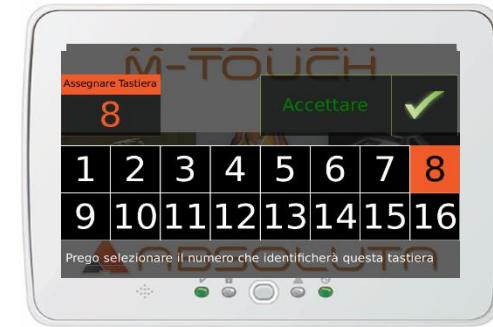 M-TOUCH
Assegnare Tastiera
8
Accettare
1 2 3 4 5 6 7 8
9 10 11 12 13 14 15 16
Prego selezionare il numero che identificherà questa tastiera
ABSOLUTA